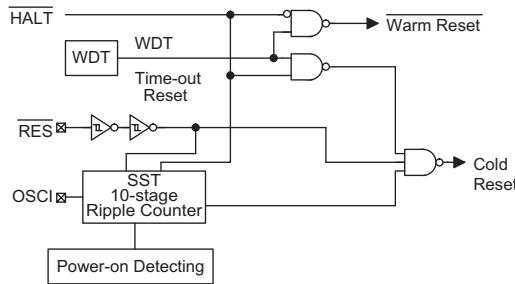 HALT
WDT
WDT
Time-out
Reset
Warm Reset
RES
OSCI
SST
10-stage
Ripple Counter
Power-on Detecting
Cold
Reset